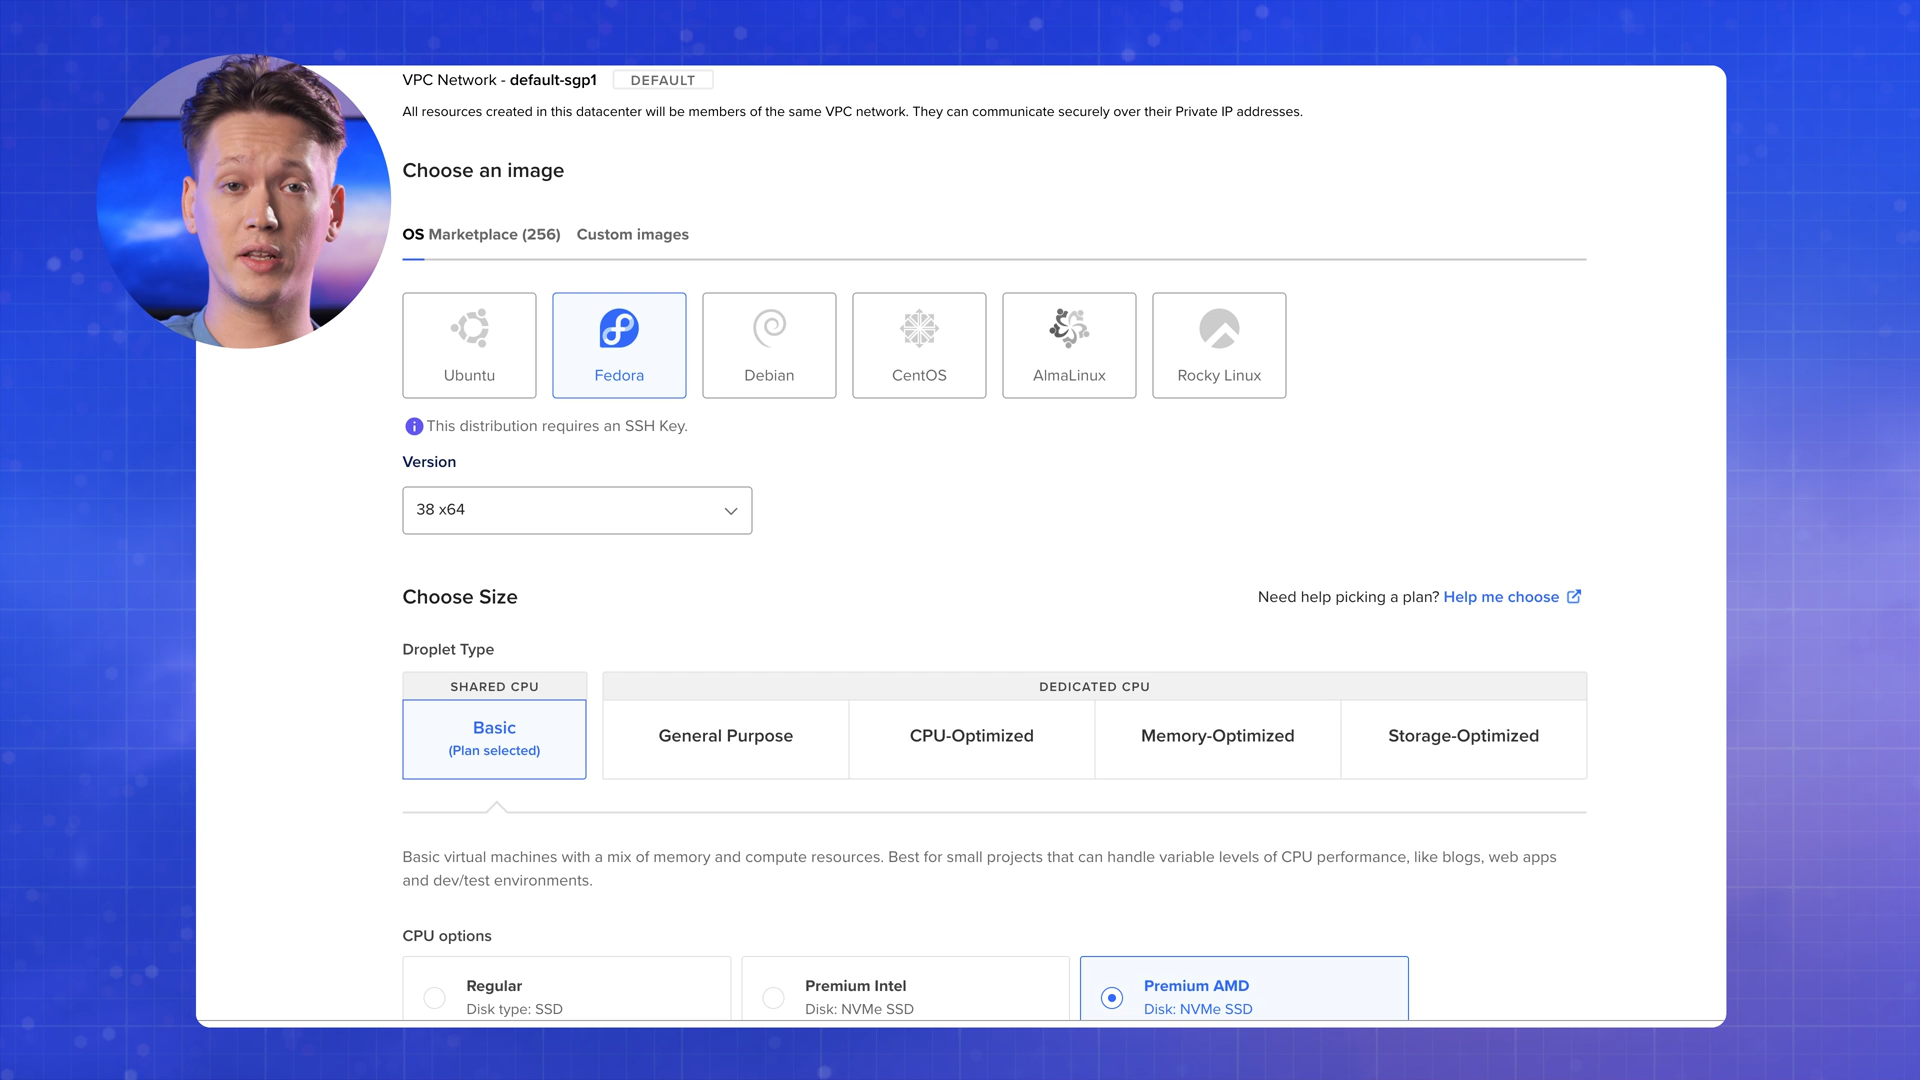 VPC Network - default-sgp1 DEFAULT
All resources created in this datacenter will be members of the same VPC network. They can communicate securely over their Private IP addresses.
Choose an image
OS Marketplace (256) Custom images
Ubuntu Fedora Debian CentOS AlmaLinux Rocky Linux
This distribution requires an SSH Key.
Version
38 x64
Choose Size Need help picking a plan? Help me choose
Droplet Type
SHARED CPU DEDICATED CPU
Basic General Purpose CPU-Optimized Memory-Optimized Storage-Optimized
(Plan selected)
Basic virtual machines with a mix of memory and compute resources. Best for small projects that can handle variable levels of CPU performance, like blogs, web apps
and dev/test environments.
CPU options
Regular Premium Intel Premium AMD
Disk type: SSD Disk: NVMe SSD Disk: NVMe SSD